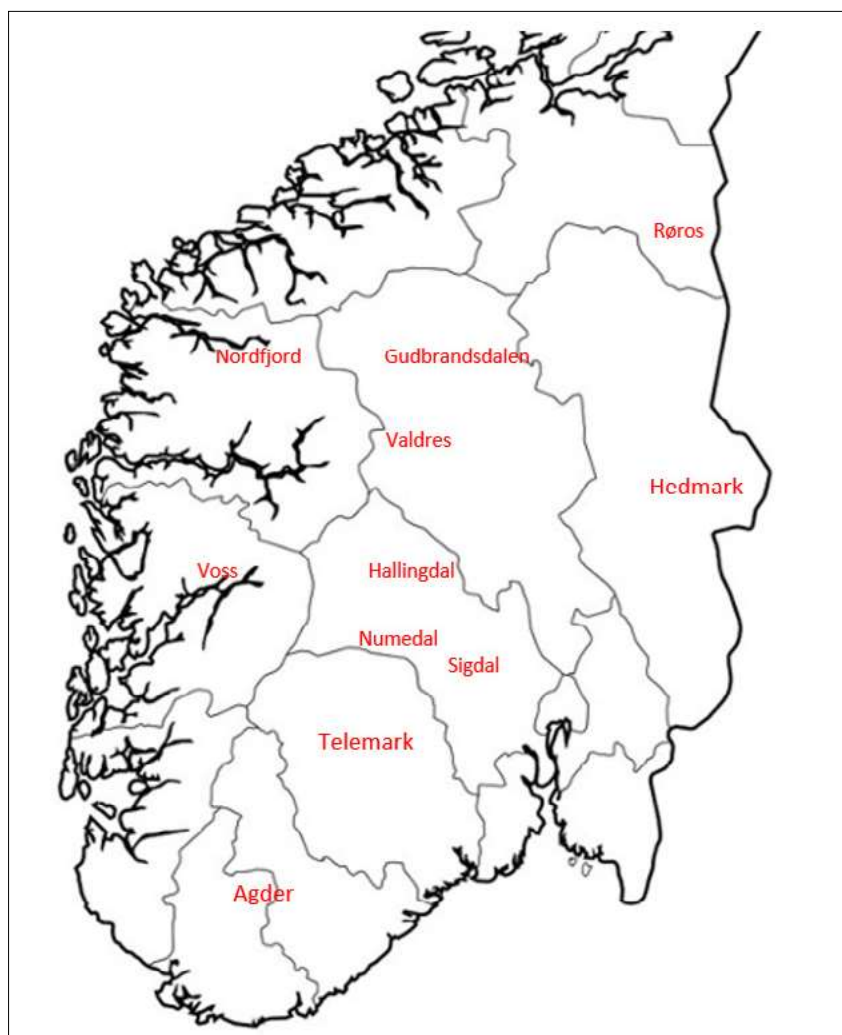 Røros
Nordfjord
Gudbrandsdalen
Valdres
Hedmark
Voss
Hallingdal
Numedal
Sigdal
Telemark
Agder